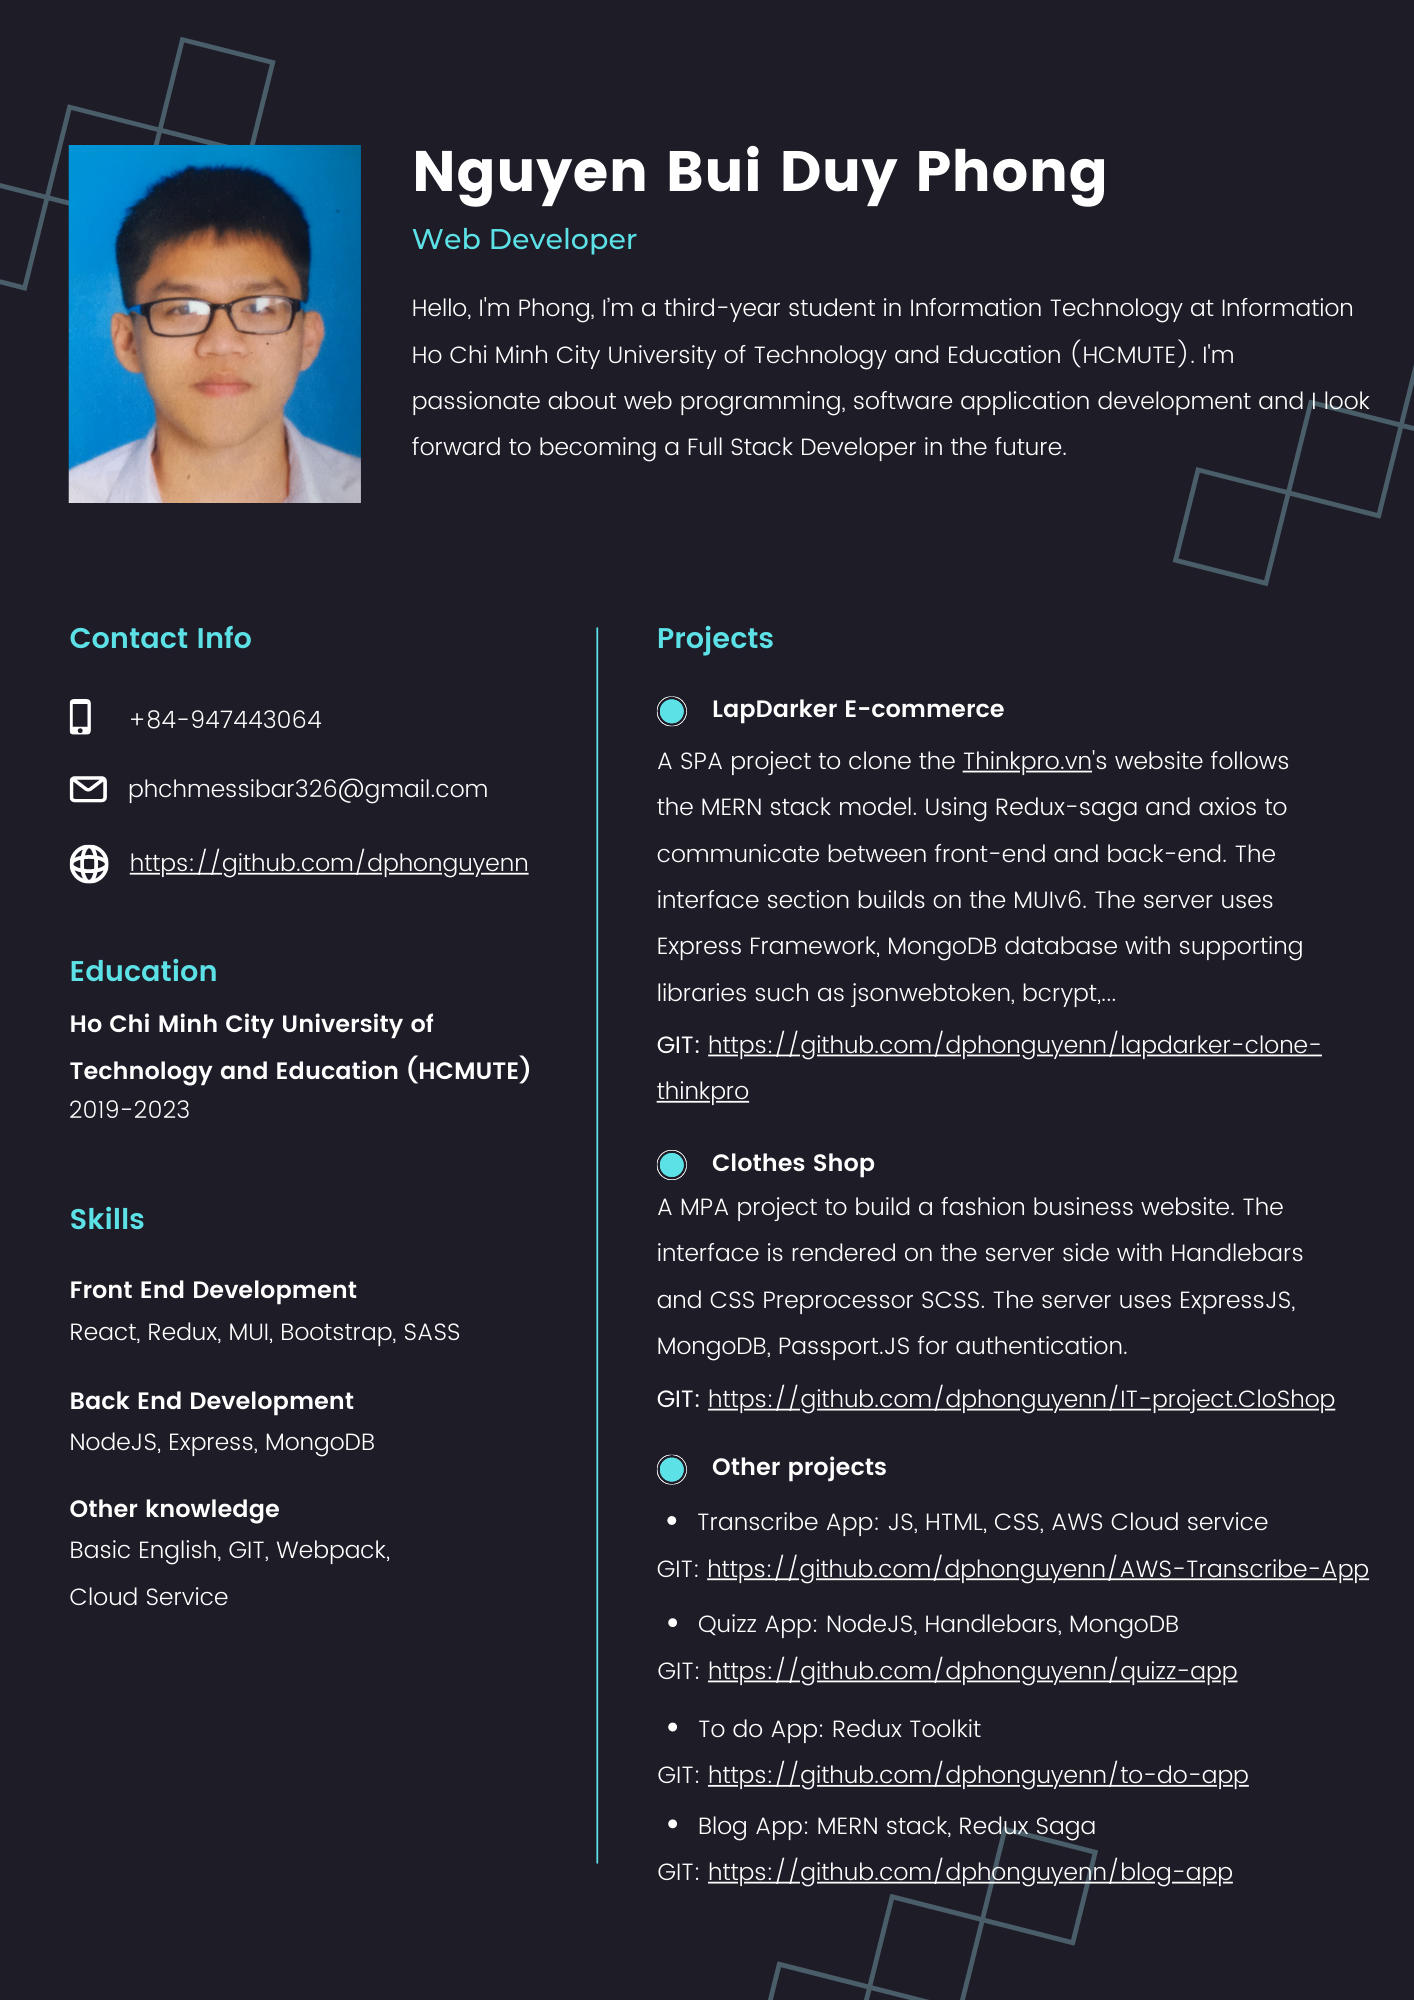 Nguyen Bui Duy Phong
Web Developer
Hello, I'm Phong, I’m a third-year student in Information Technology at Information
Ho Chi Minh City University of Technology and Education (HCMUTE). I'm
passionate about web programming, software application development and I look
forward to becoming a Full Stack Developer in the future.
Contact Info
+84-947443064
phchmessibar326@gmail.com
https://github.com/dphonguyenn
Education
Ho Chi Minh City University of
Technology and Education (HCMUTE)
2019-2023
Skills
Front End Development
React, Redux, MUI, Bootstrap, SASS
Back End Development
NodeJS, Express, MongoDB
Other knowledge
Basic English, GIT, Webpack,
Cloud Service
Projects
LapDarker E-commerce
A SPA project to clone the Thinkpro.vn's website follows
the MERN stack model. Using Redux-saga and axios to
communicate between front-end and back-end. The
interface section builds on the MUIv6. The server uses
Express Framework, MongoDB database with supporting
libraries such as jsonwebtoken, bcrypt,...
GIT: https://github.com/dphonguyenn/lapdarker-clone-
thinkpro
Clothes Shop
A MPA project to build a fashion business website. The
interface is rendered on the server side with Handlebars
and CSS Preprocessor SCSS. The server uses ExpressJS,
MongoDB, Passport.JS for authentication.
GIT: https://github.com/dphonguyenn/IT-project.CloShop
Other projects
• Transcribe App: JS, HTML, CSS, AWS Cloud service
GIT: https://github.com/dphonguyenn/AWS-Transcribe-App
• Quizz App: NodeJS, Handlebars, MongoDB
GIT: https://github.com/dphonguyenn/quizz-app
• To do App: Redux Toolkit
GIT: https://github.com/dphonguyenn/to-do-app
• Blog App: MERN stack, Redux Saga
GIT: https://github.com/dphonguyenn/blog-app